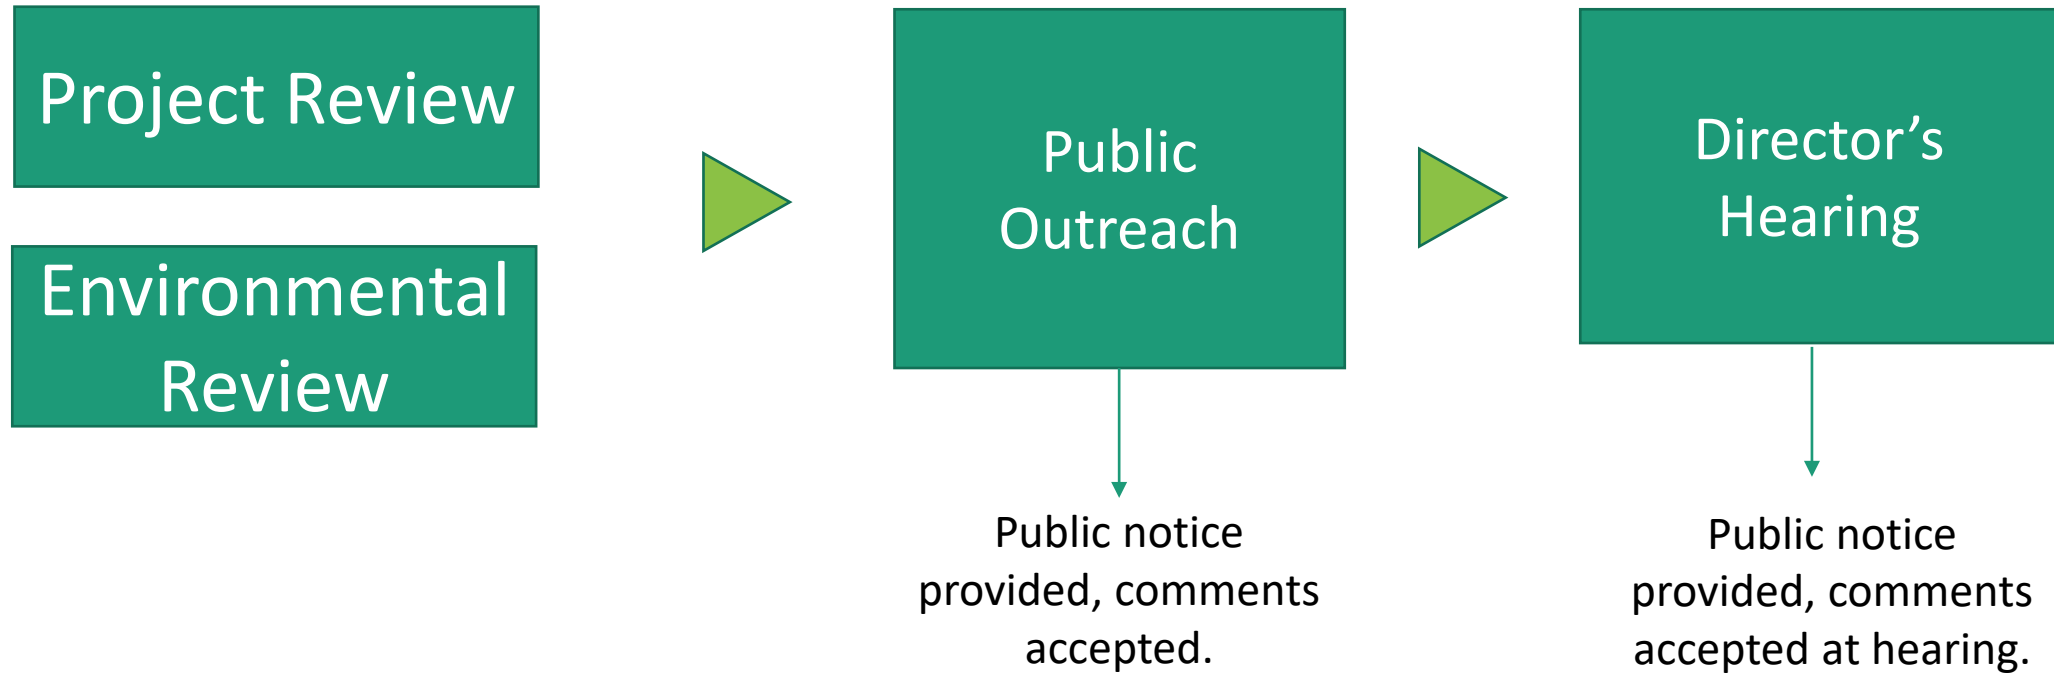 Project Review
Environmental
Review
Public
Outreach
Director’s
Hearing
Public notice
provided, comments
accepted.
Public notice
provided, comments
accepted at hearing.